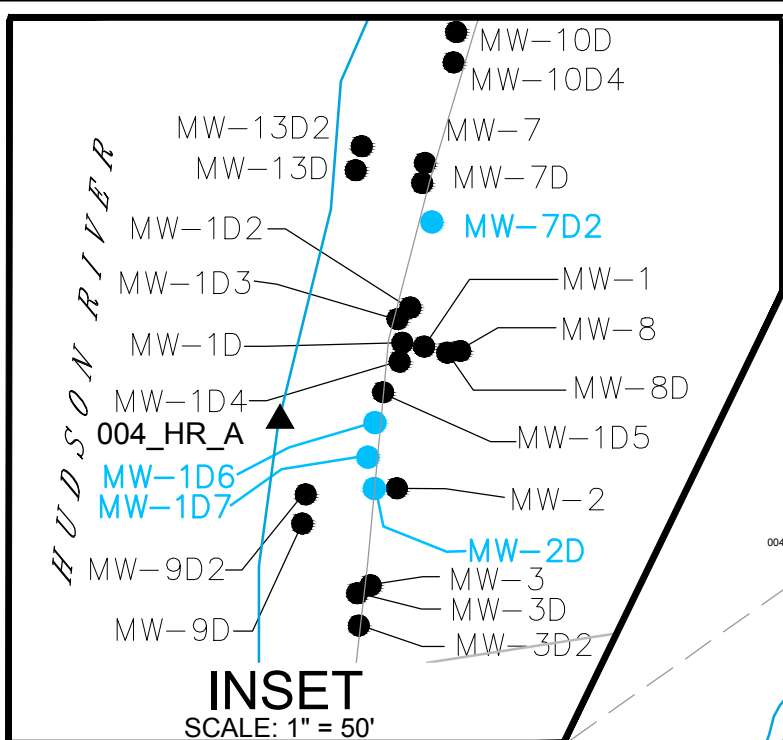 MW-10D
MW-10D4
MW-13D2
MW-7
MW-13D
MW-7D
MW-1D2
MW-7D2
HUDSON RIVER
MW-1D3
MW-1
MW-1D
MW-8
MW-8D
MW-1D4
004_HR_A
MW-1D5
MW-1D6
MW-1D7
MW-2
MW-2D
004
MW-9D2
MW-3
MW-3D
MW-9D
MW-3D2
INSET
SCALE: 1" = 50'